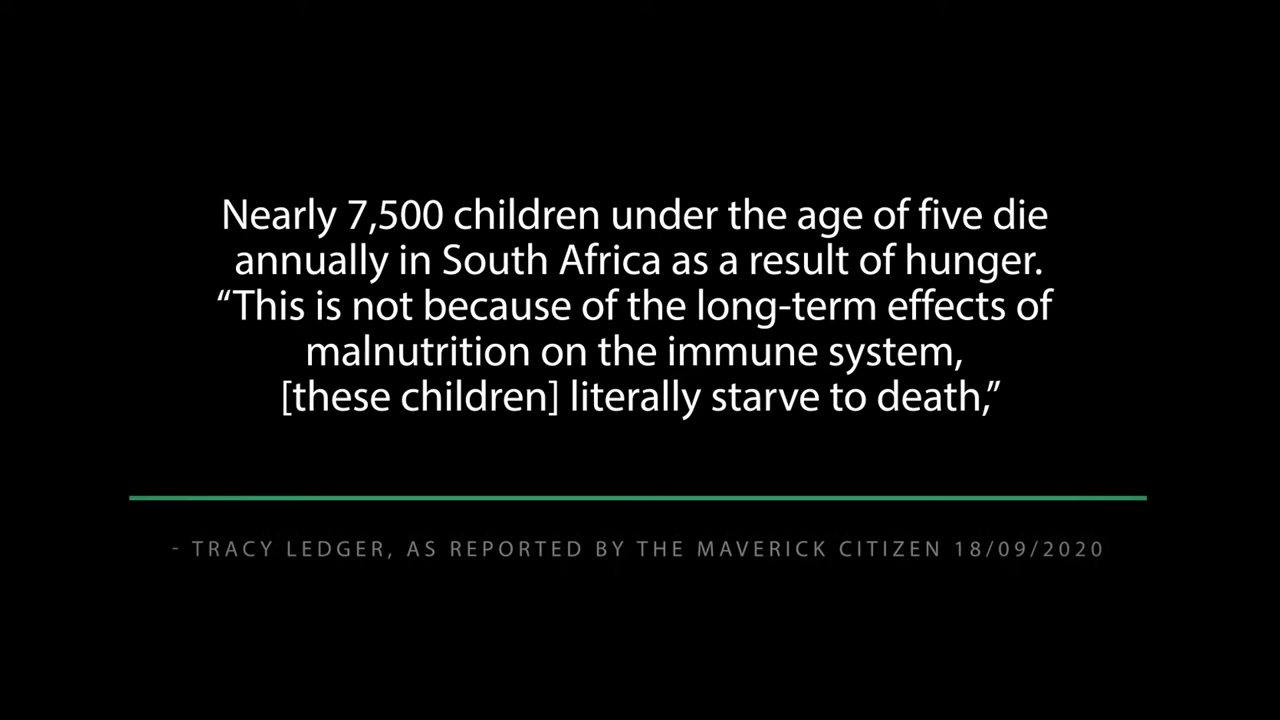 Nearly 7,500 children under the age of five die
annually in South Africa as a result of hunger.
“This is not because of the long-term effects of
malnutrition on the immune system,
[these children] literally starve to death,”
- TRACY LEDGER, AS REPORTED BY THE MAVERICK CITIZEN 18/09/2020